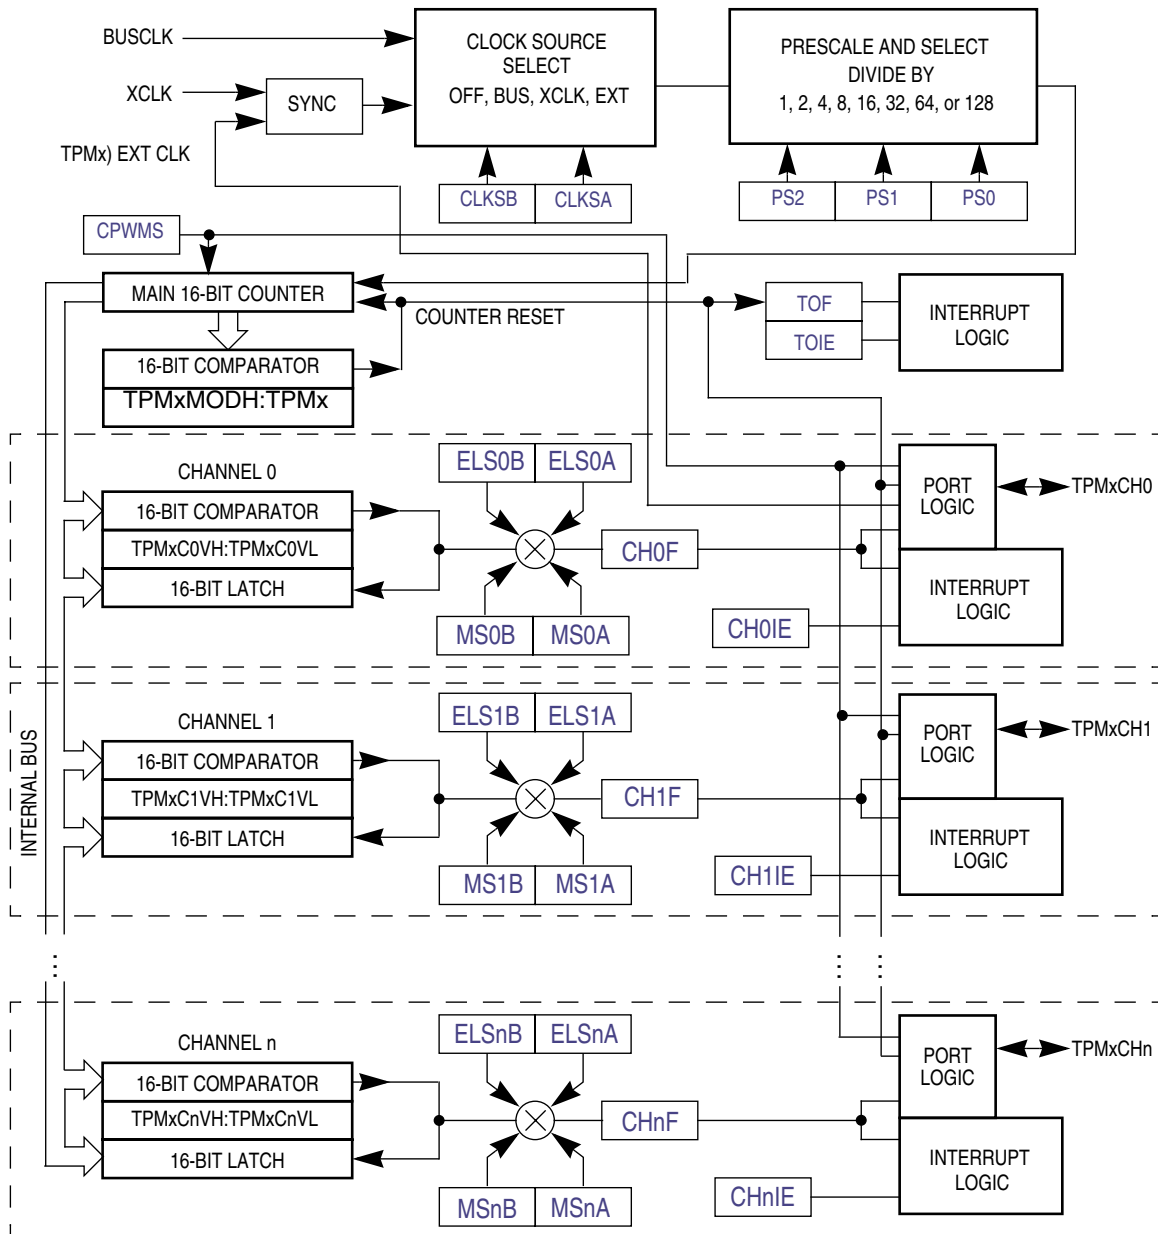 BUSCLK
XCLK
TPMx) EXT CLK
SYNC
CLOCK SOURCE
SELECT
OFF, BUS, XCLK, EXT
PRESCALE AND SELECT
DIVIDE BY
1, 2, 4, 8, 16, 32, 64, or 128
CLKSB
CLKSA
PS2
PS1
PS0
CPWMS
MAIN 16-BIT COUNTER
COUNTER RESET
TOF
TOIE
INTERRUPT
LOGIC
16-BIT COMPARATOR
TPMxMODH:TPMx
INTERNAL BUS
CHANNEL 0
16-BIT COMPARATOR
TPMxC0VH:TPMxC0VL
16-BIT LATCH
ELS0B
ELS0A
MS0B
MS0A
CH0F
CH0IE
PORT
LOGIC
INTERRUPT
LOGIC
TPMxCH0
CHANNEL 1
16-BIT COMPARATOR
TPMxC1VH:TPMxC1VL
16-BIT LATCH
ELS1B
ELS1A
MS1B
MS1A
CH1F
CH1IE
PORT
LOGIC
INTERRUPT
LOGIC
TPMxCH1
...
... ...
CHANNEL n
16-BIT COMPARATOR
TPMxCnVH:TPMxCnVL
16-BIT LATCH
ELSnB
ELSnA
MSnB
MSnA
CHnF
CHnIE
PORT
LOGIC
INTERRUPT
LOGIC
TPMxCHn